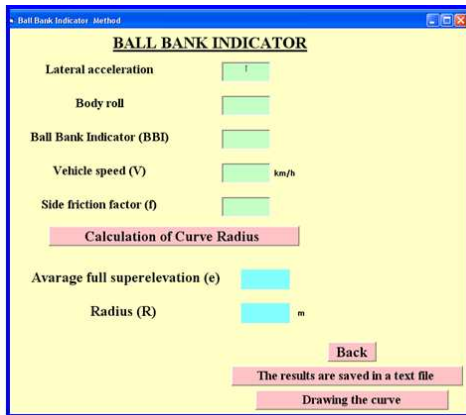 Ball Bank Indicator Method
BALL BANK INDICATOR
Lateral acceleration
Body roll
Ball Bank Indicator (BBI)
Vehicle speed (V) km/h
Side friction factor (f)
Calculation of Curve Radius
Avarage full superelevation (e)
Radius (R) m
Back
The results are saved in a text file
Drawing the curve